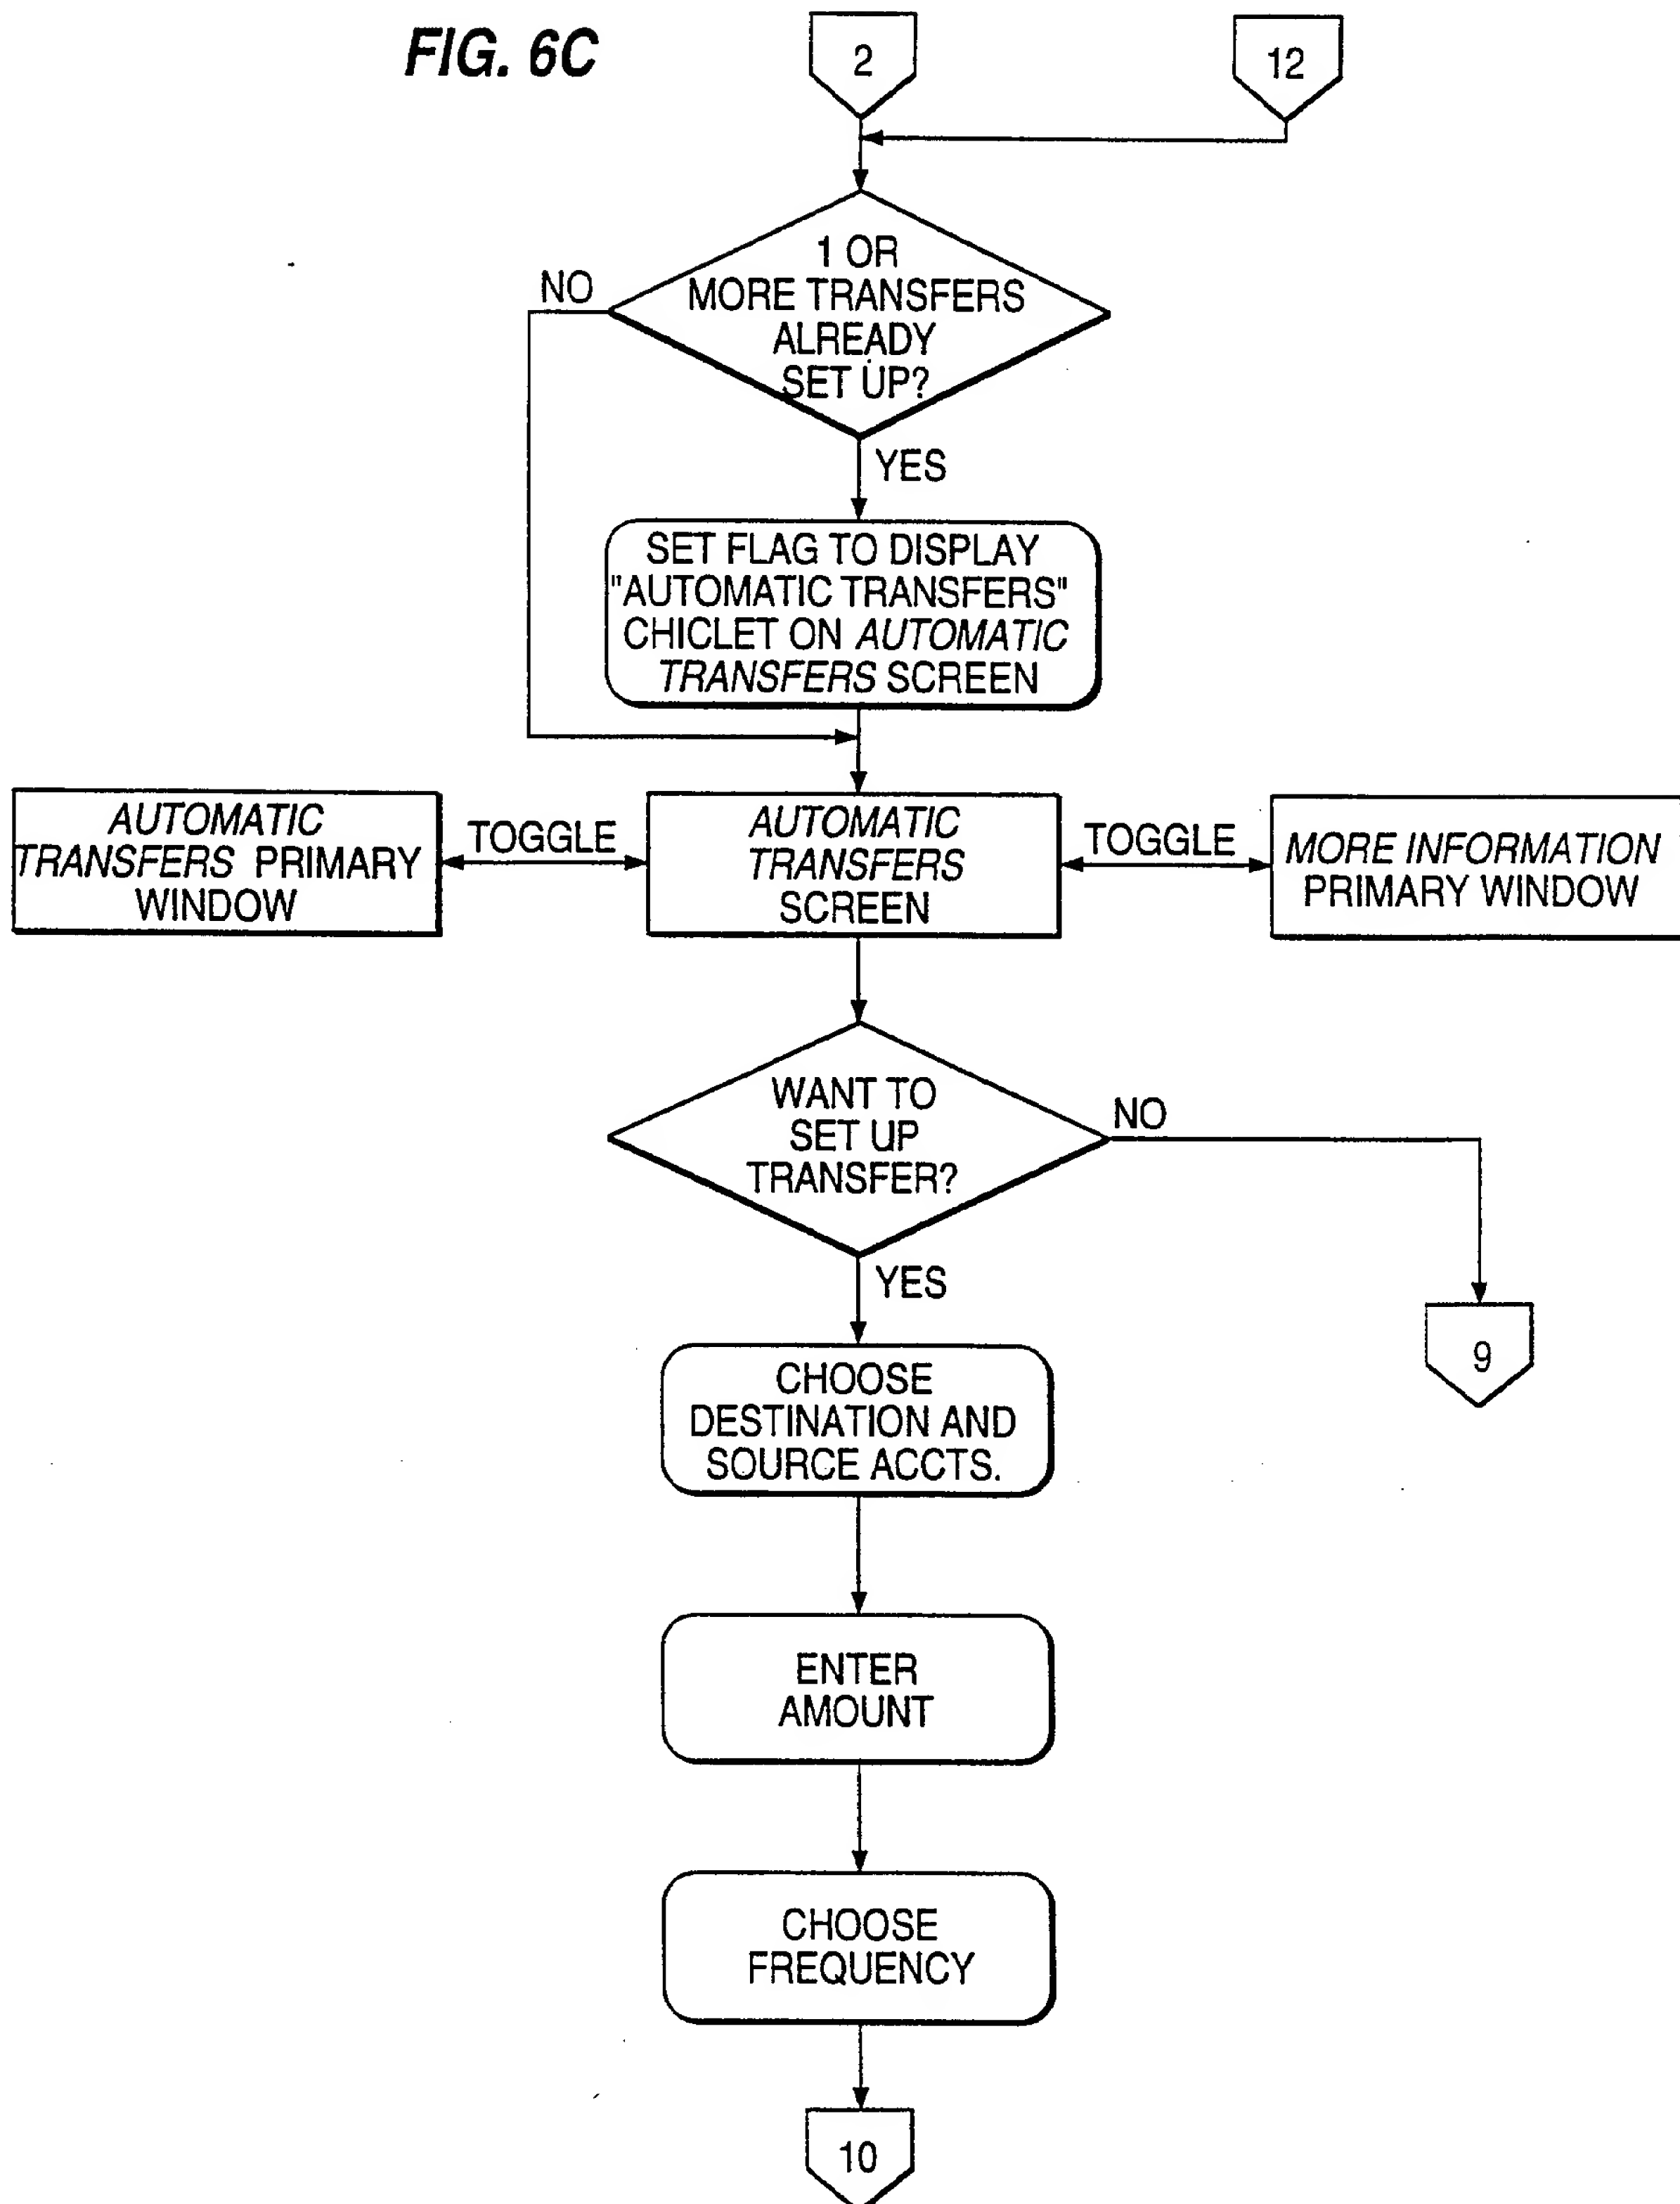 FIG. 6C
2
12
1 OR
MORE TRANSFERS
ALREADY
SET UP?
NO
YES
SET FLAG TO DISPLAY
"AUTOMATIC TRANSFERS"
CHICLET ON AUTOMATIC
TRANSFERS SCREEN
AUTOMATIC
TRANSFERS PRIMARY
WINDOW
TOGGLE
AUTOMATIC
TRANSFERS
SCREEN
TOGGLE
MORE INFORMATION
PRIMARY WINDOW
WANT TO
SET UP
TRANSFER?
NO
YES
9
CHOOSE
DESTINATION AND
SOURCE ACCTS.
ENTER
AMOUNT
CHOOSE
FREQUENCY
10